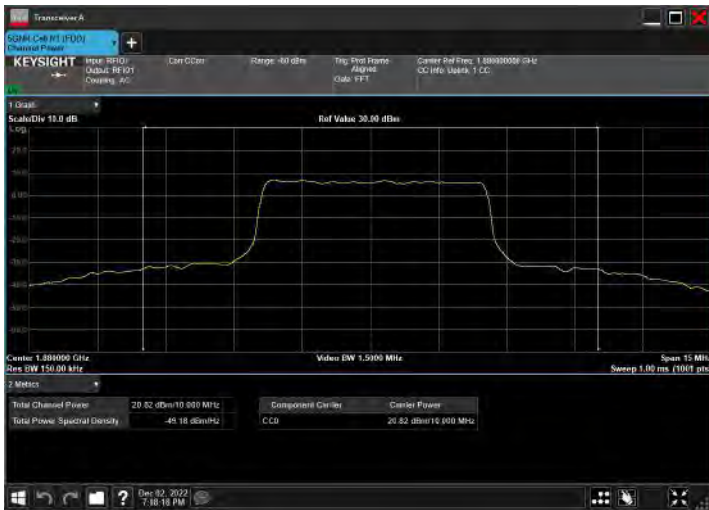 Transceiver A
5GNR-Cell N1 (FDD)
Channel Power
KEYSIGHT
Input: RFIO1
Output: RFIO1
Coupling: AC
Corr CCorr
Range: -60 dBm
Trig: Prot Frame
Aligned
Gate: FFT
Carrier Ref Freq: 1.880000000 GHz
CC Info: Uplink, 1 CC
1 Graph
Scale/Div 10.0 dB
Ref Value 30.00 dBm
Log
Center 1.880000 GHz
Video BW 1.5000 MHz
Span 15 MHz
Res BW 150.00 kHz
Sweep 1.00 ms (1001 pts
2 Metrics
Total Channel Power
20.82 dBm/10.000 MHz
Total Power Spectral Density
-49.18 dBm/Hz
Component Carrier
Carrier Power
CC0
20.82 dBm/10.000 MHz
Dec 02, 2022
7:38:18 PM